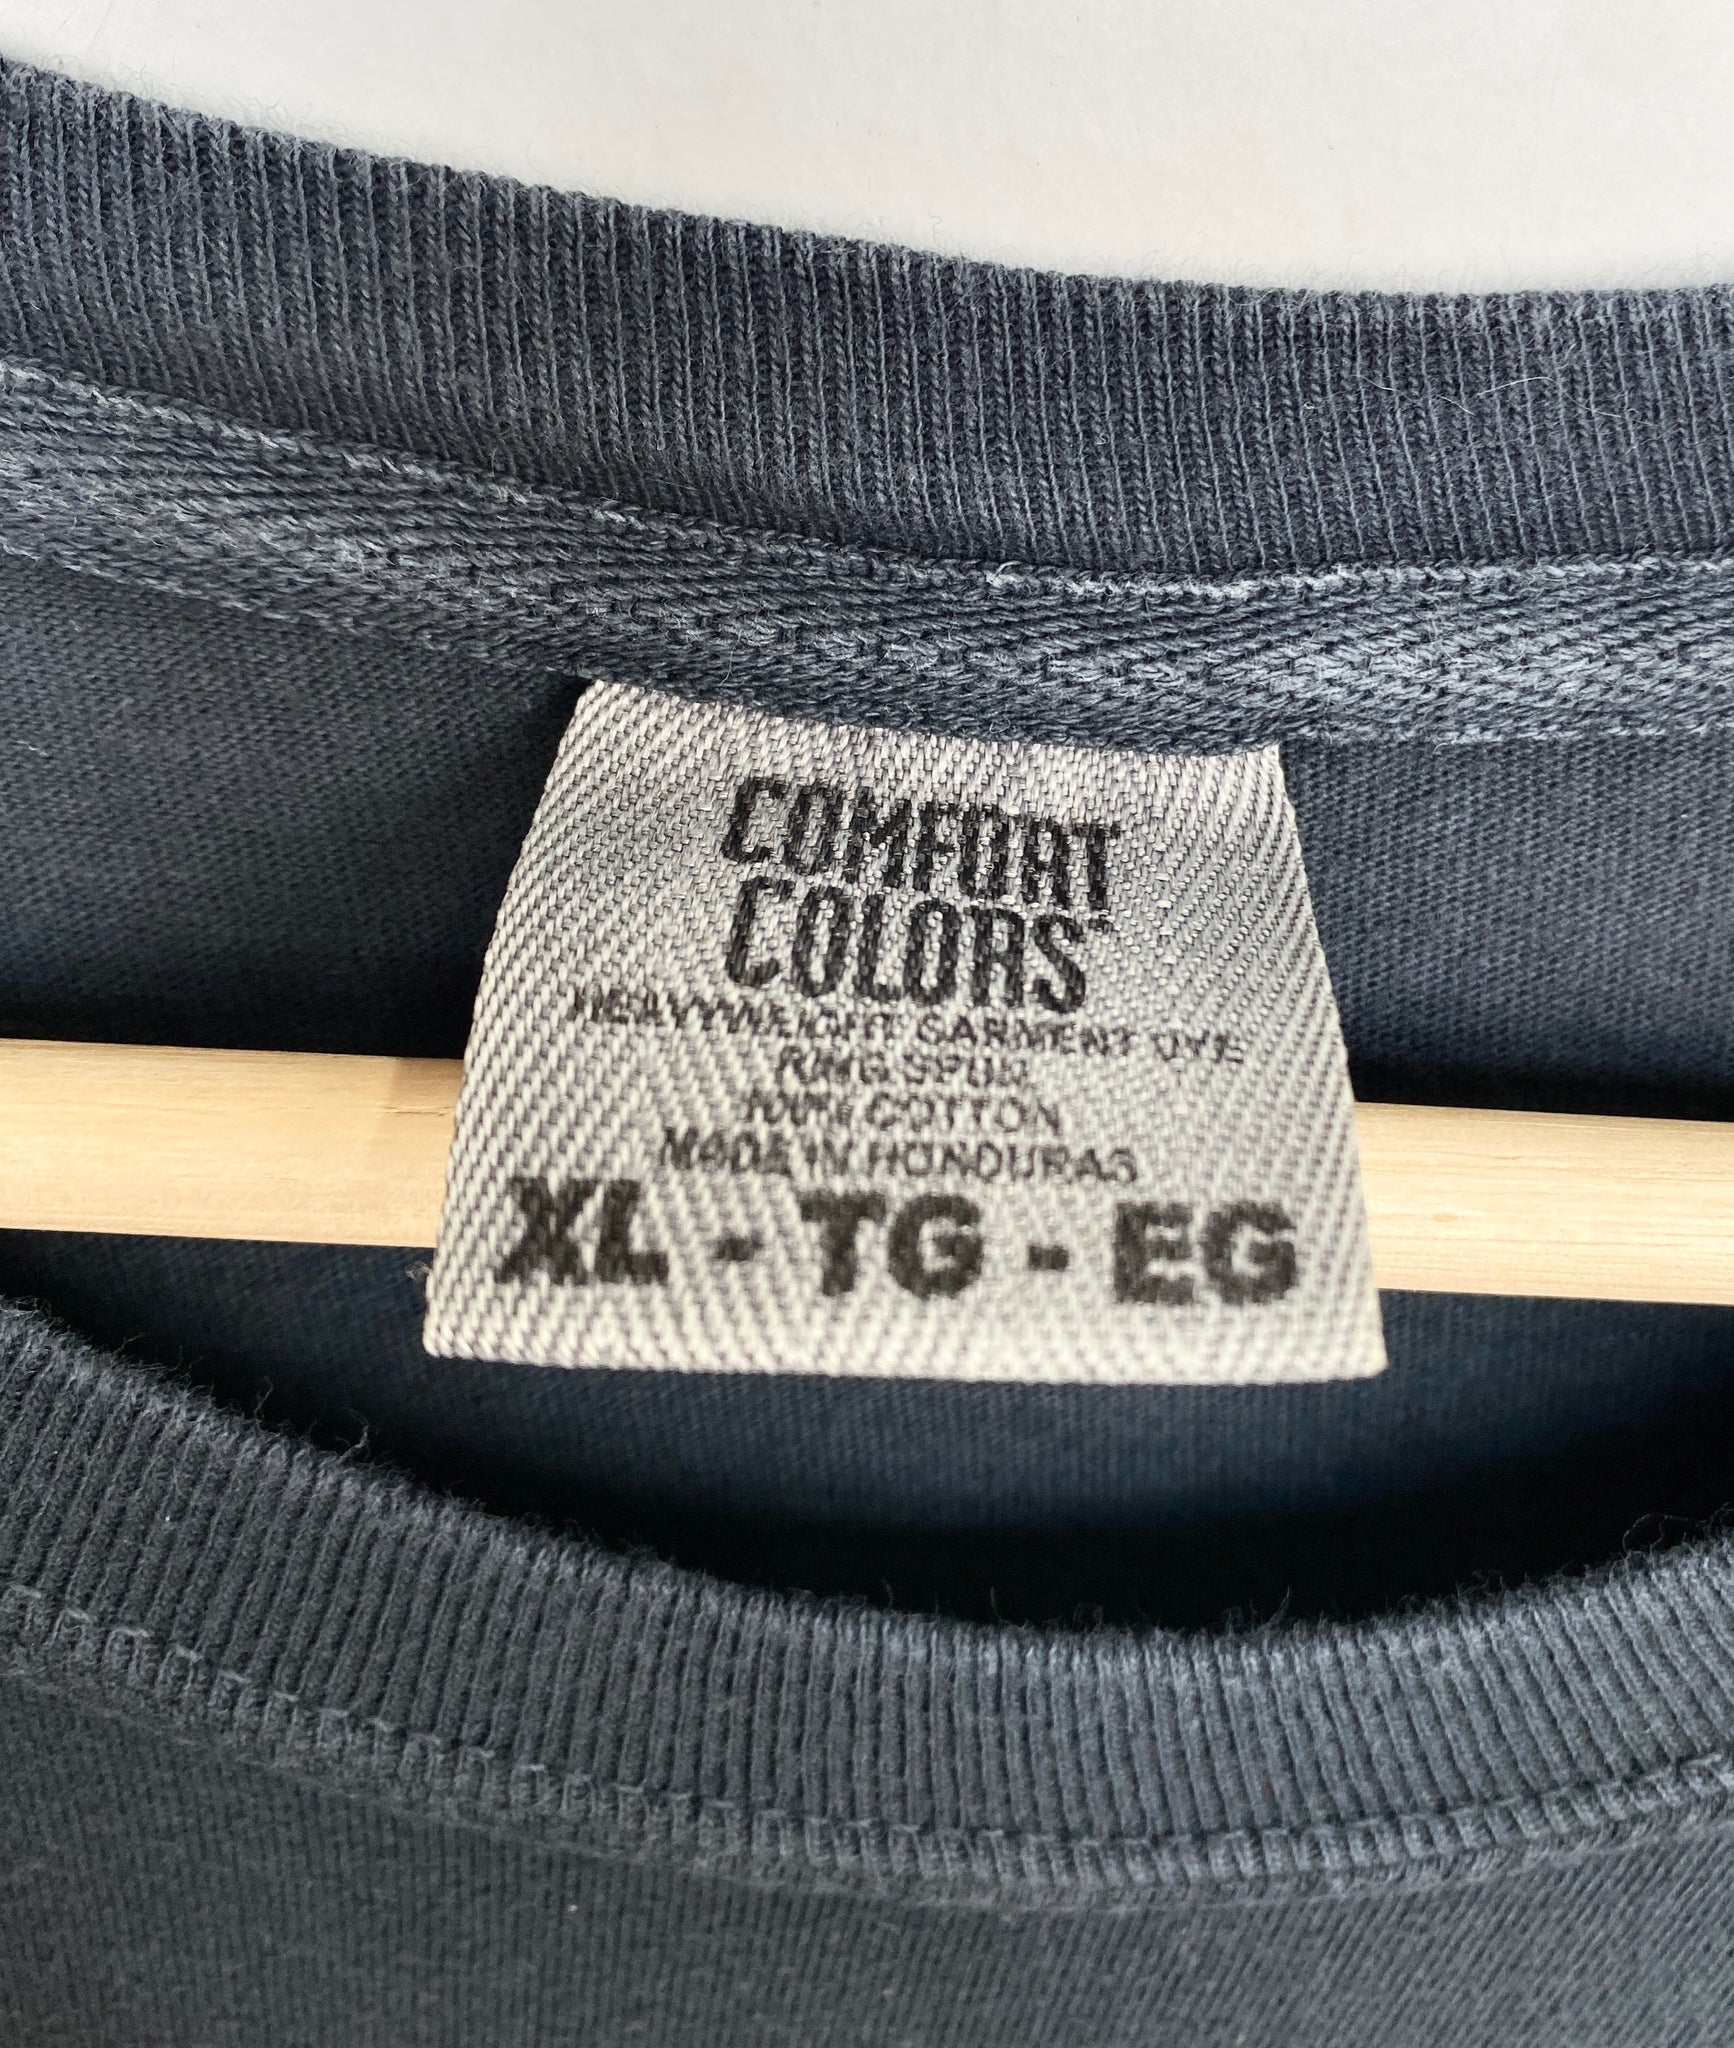 COMFORT
COLORS
HEAVYWEIGHT GARMENT DYE
RING SPUN
100% COTTON
MADE IN HONDURAS
XL - TG - EG